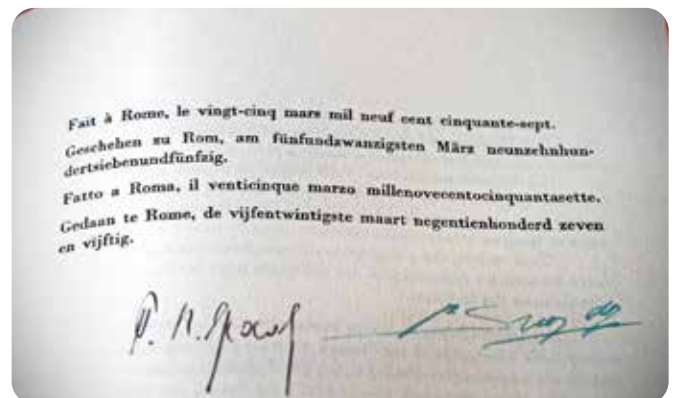 Fait à Rome, le vingt-cinq mars mil neuf cent cinquante-sept.
Geschehen zu Rom, am fünfundzwanzigsten März neunzehnhun-
dertsiebenundfünfzig.
Fatto a Roma, il venticinque marzo millenovecentocinquantasette.
Gedaan te Rome, de vijfentwintigste maart negentienhonderd zeven
en vijftig.
P. H. Spaak